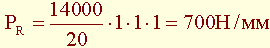 P_R = 14000/20 · 1 · 1 · 1 = 700Н/мм